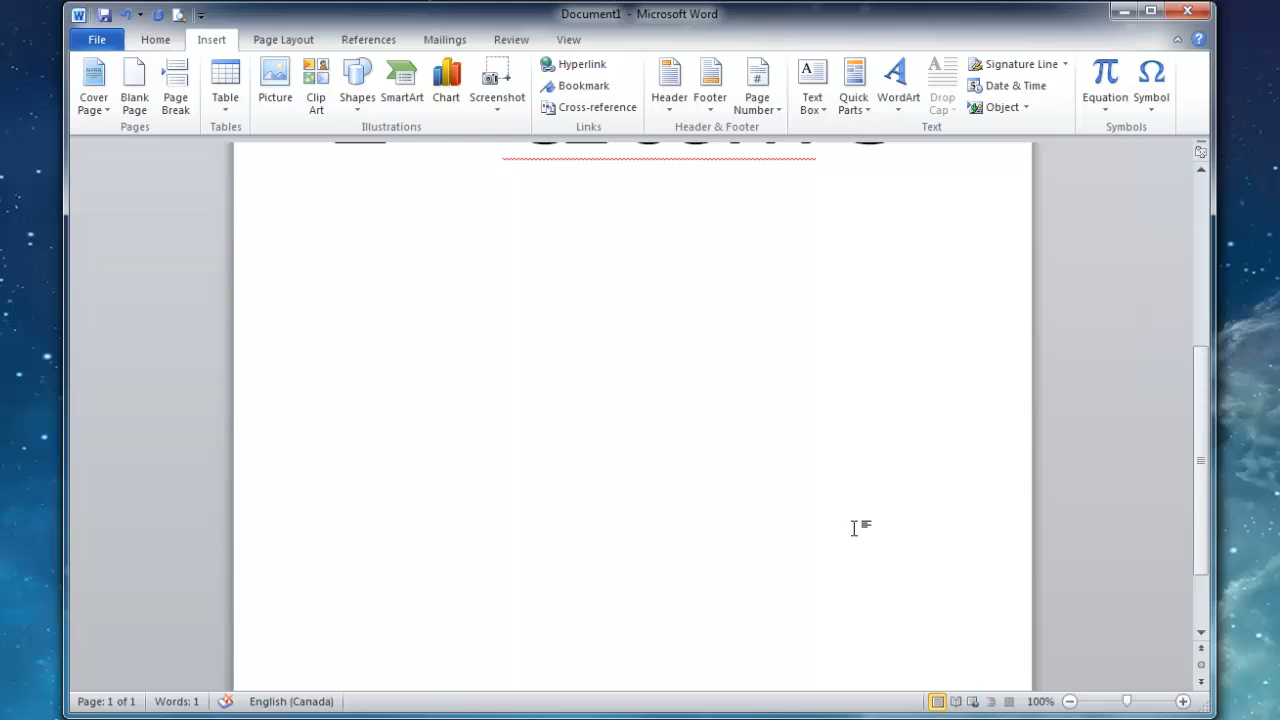 Document1 - Microsoft Word
File Home Insert Page Layout References Mailings Review View
Cover Page
Blank Page
Page Break
Pages
Table
Tables
Picture
Clip Art
Shapes
SmartArt
Chart
Screenshot
Illustrations
Hyperlink
Bookmark
Cross-reference
Links
Header
Footer
Page Number
Header & Footer
Text Box
Quick Parts
WordArt
Drop Cap
Signature Line
Date & Time
Object
Text
Equation
Symbol
Symbols
Page: 1 of 1 Words: 1 English (Canada) 100%